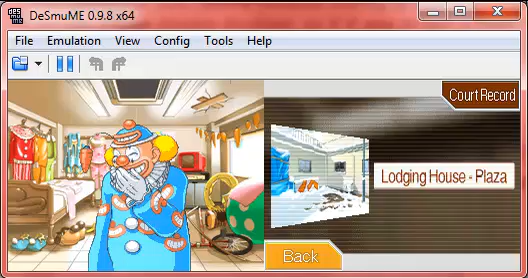 DeSmuME 0.9.8 x64
File Emulation View Config Tools Help
Court Record
Lodging House - Plaza
Back